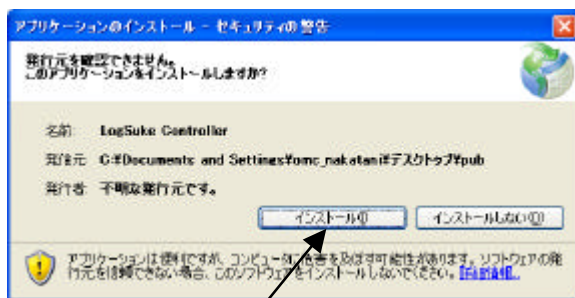 アプリケーションのインストール - セキュリティの警告
発行元を確認できません。
このアプリケーションをインストールしますか?
名前: LogSuke Controller
発信元: C:¥Documents and Settings¥omc_nakatani¥デスクトップ¥pub
発行者: 不明な発行元です。
インストール(I)
インストールしない(D)
アプリケーションは便利ですが、コンピュータに危害を及ぼす可能性があります。ソフトウェアの発
行元を信頼できない場合、このソフトウェアをインストールしないでください。詳細情報...